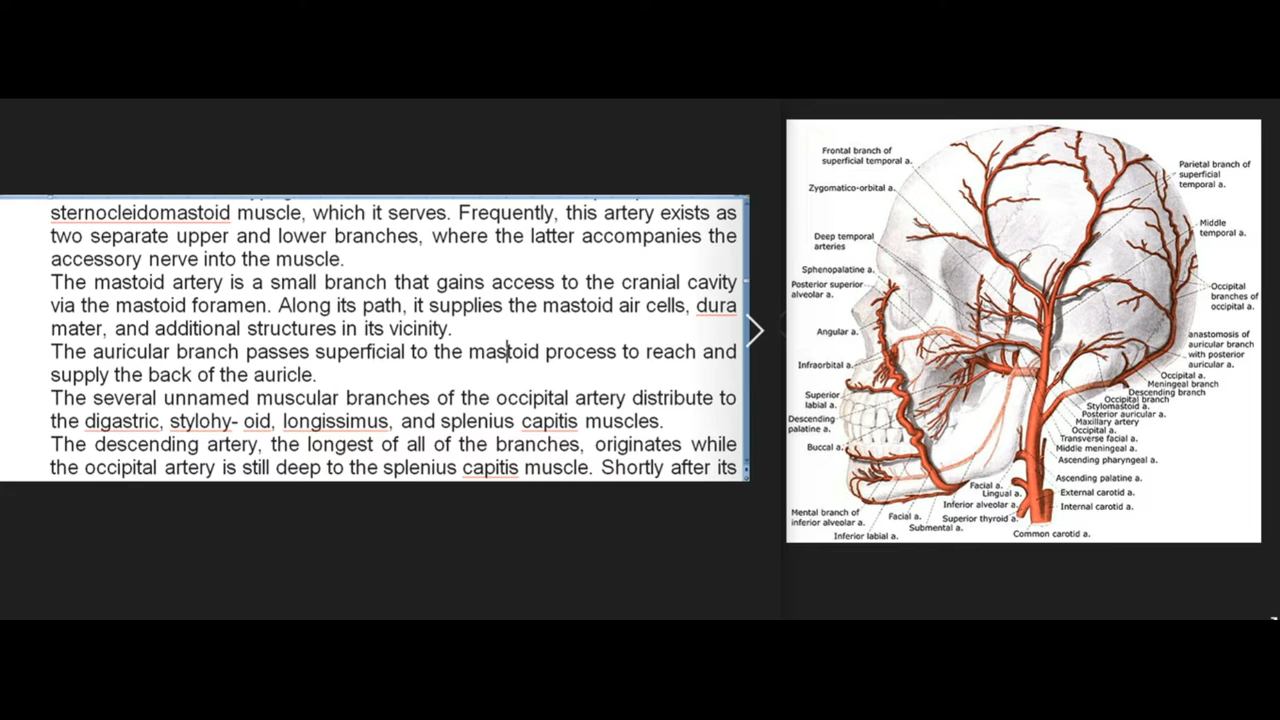 sternocleidomastoid muscle, which it serves. Frequently, this artery exists as
two separate upper and lower branches, where the latter accompanies the
accessory nerve into the muscle.
The mastoid artery is a small branch that gains access to the cranial cavity
via the mastoid foramen. Along its path, it supplies the mastoid air cells, dura
mater, and additional structures in its vicinity.
The auricular branch passes superficial to the mastoid process to reach and
supply the back of the auricle.
The several unnamed muscular branches of the occipital artery distribute to
the digastric, stylohy- oid, longissimus, and splenius capitis muscles.
The descending artery, the longest of all of the branches, originates while
the occipital artery is still deep to the splenius capitis muscle. Shortly after its
Frontal branch of
superficial temporal a.
Zygomatico-orbital a.
Deep temporal
arteries
Sphenopalatine a.
Posterior superior
alveolar a.
Angular a.
Infraorbital a.
Superior
labial a.
Descending
palatine a.
Buccal a.
Mental branch of
inferior alveolar a.
Inferior labial a.
Facial a.
Submental a.
Superior thyroid a.
Inferior alveolar a.
Lingual a.
Facial a.
Common carotid a.
Parietal branch of
superficial
temporal a.
Middle
temporal a.
Occipital
branches of
occipital a.
anastomosis of
auricular branch
with posterior
auricular a.
Occipital a.
Meningeal branch
Descending branch
Occipital branch
Stylomastoid a.
Posterior auricular a.
Maxillary artery
Occipital a.
Transverse facial a.
Middle meningeal a.
Ascending pharyngeal a.
Ascending palatine a.
External carotid a.
Internal carotid a.